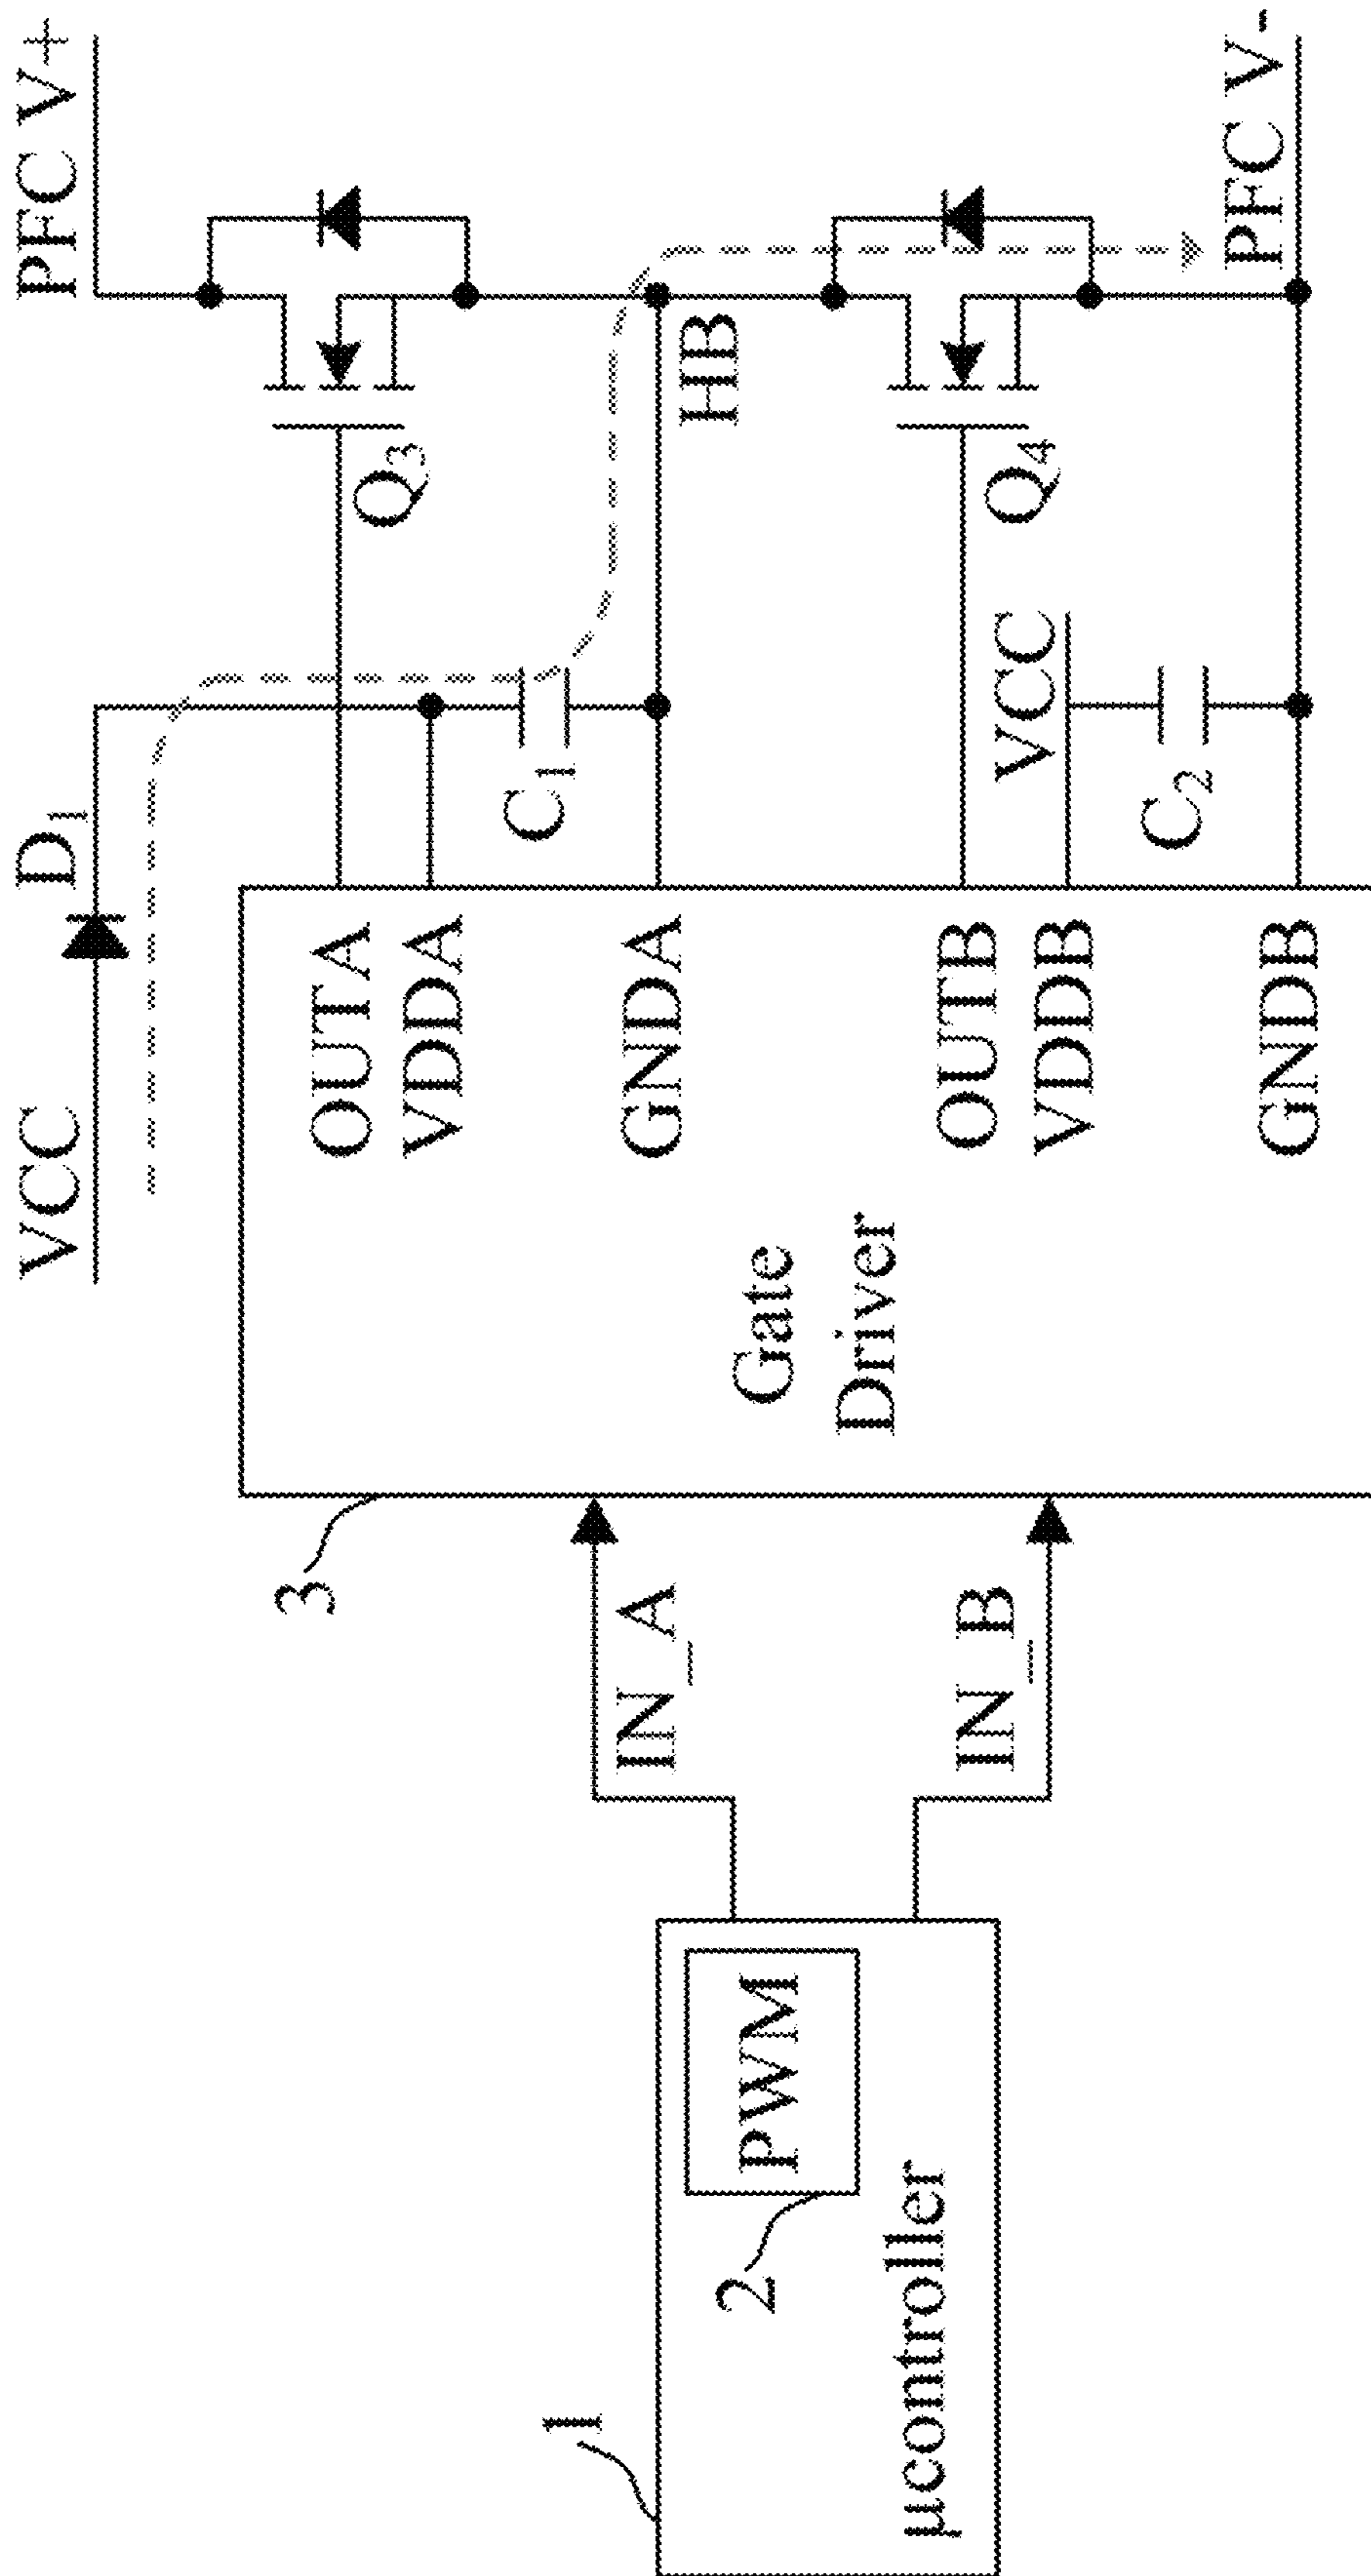 VCC
D1
PFC V+
3
OUTA
VDDA
Q3
C1
GNDA
HB
1
2
PWM
µcontroller
IN_A
IN_B
Gate
Driver
OUTB
VDDB
VCC
Q4
C2
GNDB
PFC V-